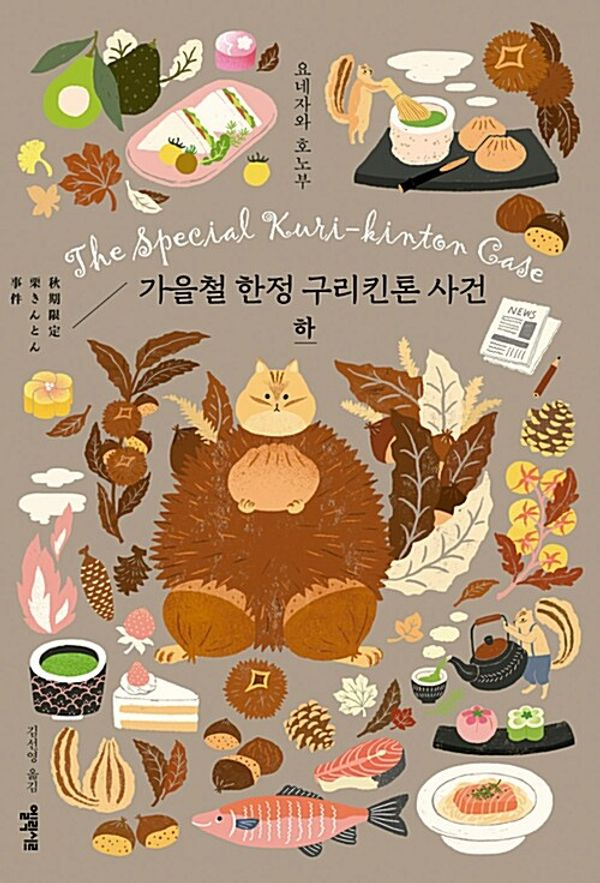 요네자와 호노부
The Special Kuri-kinton Case
秋期限定
栗きんとん
事件
가을철 한정 구리킨톤 사건
하
NEWS
김선영 옮김
엘릭시르